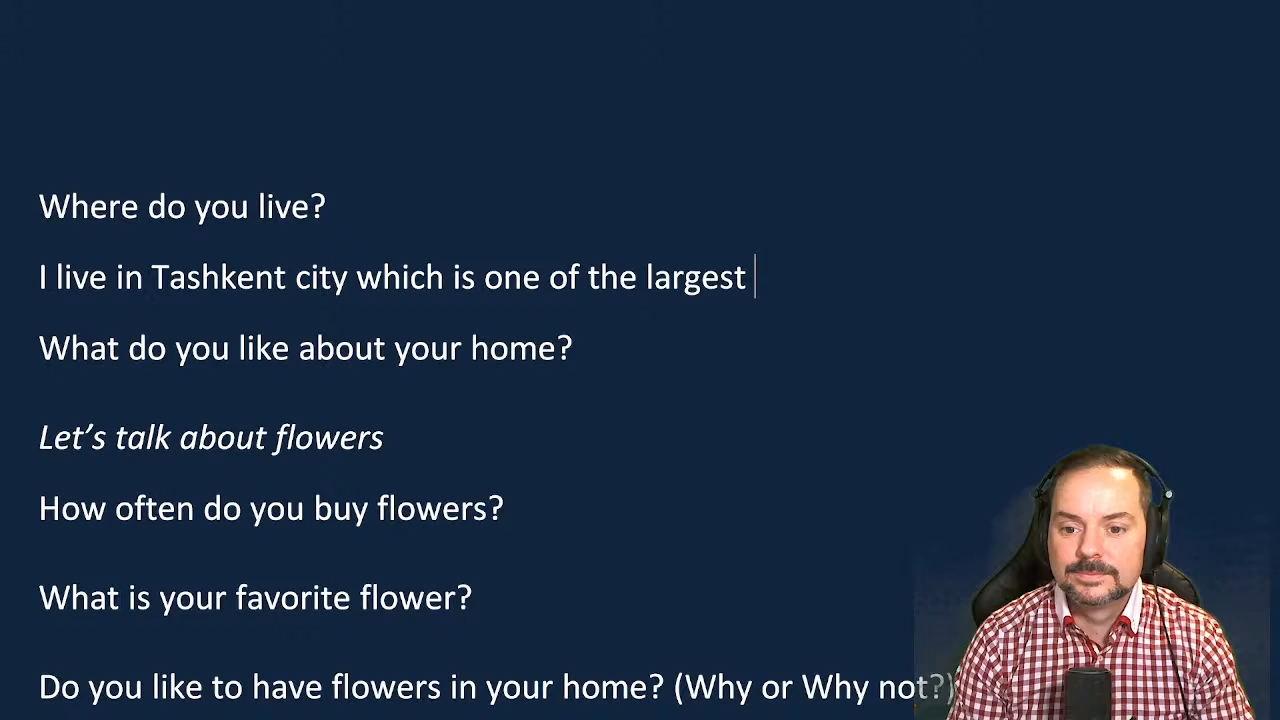 Where do you live?
I live in Tashkent city which is one of the largest
What do you like about your home?
Let’s talk about flowers
How often do you buy flowers?
What is your favorite flower?
Do you like to have flowers in your home? (Why or Why not?)